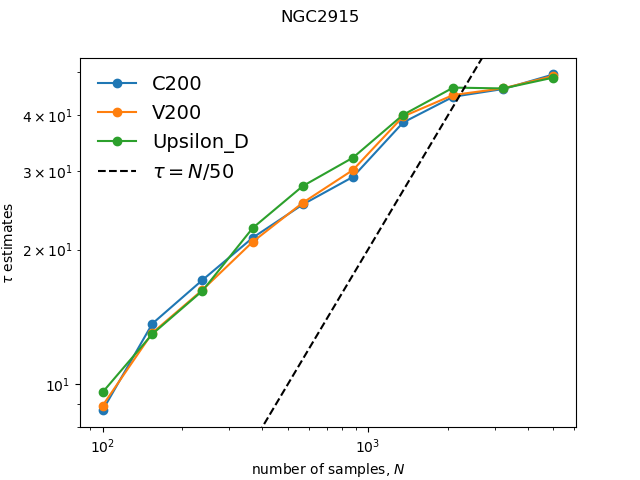 NGC2915
C200
V200
Upsilon_D
τ = N/50
4 × 10¹
3 × 10¹
2 × 10¹
10¹
τ estimates
10² 10³
number of samples, N